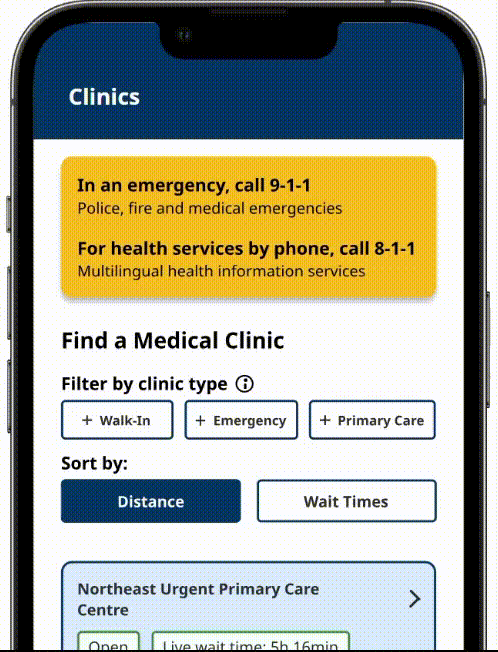 Clinics
In an emergency, call 9-1-1
Police, fire and medical emergencies
For health services by phone, call 8-1-1
Multilingual health information services
Find a Medical Clinic
Filter by clinic type
+ Walk-In + Emergency + Primary Care
Sort by:
Distance Wait Times
Northeast Urgent Primary Care
Centre
Open Live wait time: 5h 16min